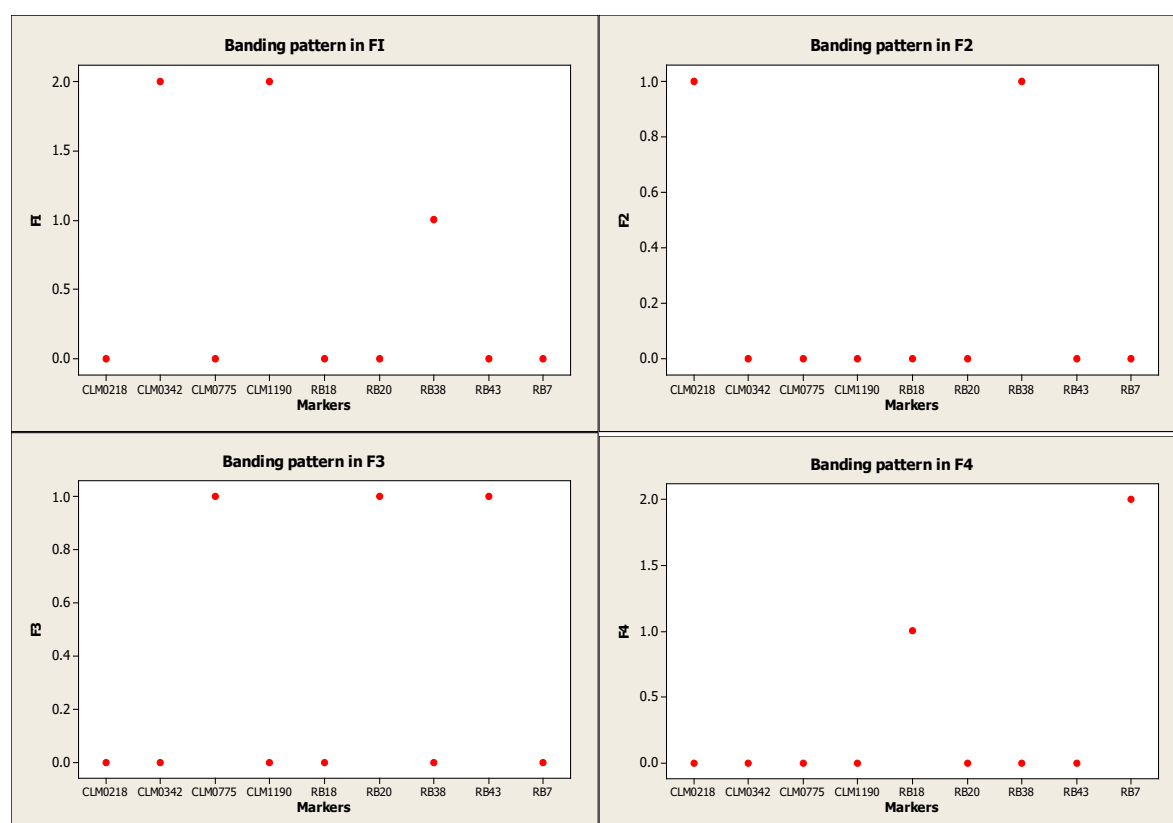 Banding pattern in FI
2.0
1.0
0.5
0.0
FI
CLM0218 CLM0342 CLM0775 CLM1190 RB18 RB20 RB38 RB43 RB7
Markers
Banding pattern in F2
1.0
0.8
0.6
0.4
0.2
0.0
F2
CLM0218 CLM0342 CLM0775 CLM1190 RB18 RB20 RB38 RB43 RB7
Markers
Banding pattern in F3
1.0
0.8
0.6
0.4
0.2
0.0
F3
CLM0218 CLM0342 CLM0775 CLM1190 RB18 RB20 RB38 RB43 RB7
Markers
Banding pattern in F4
2.0
1.5
1.0
0.5
0.0
F4
CLM0218 CLM0342 CLM0775 CLM1190 RB18 RB20 RB38 RB43 RB7
Markers